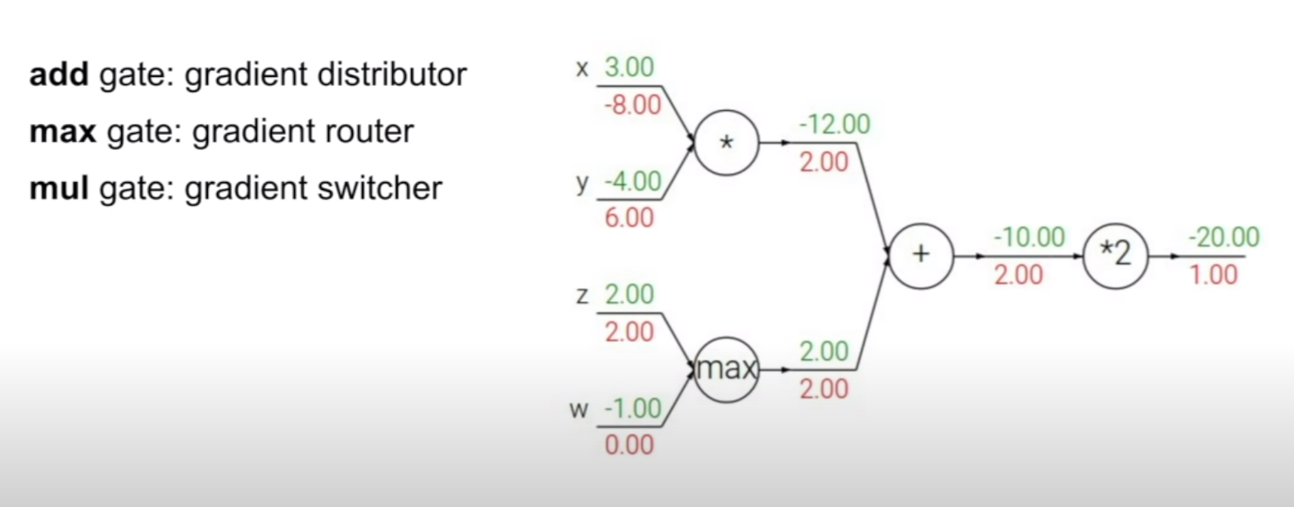 add gate: gradient distributor
max gate: gradient router
mul gate: gradient switcher
x 3.00
-8.00
y -4.00
6.00
*
-12.00
2.00
z 2.00
2.00
w -1.00
0.00
max
2.00
2.00
+
-10.00
2.00
*2
-20.00
1.00